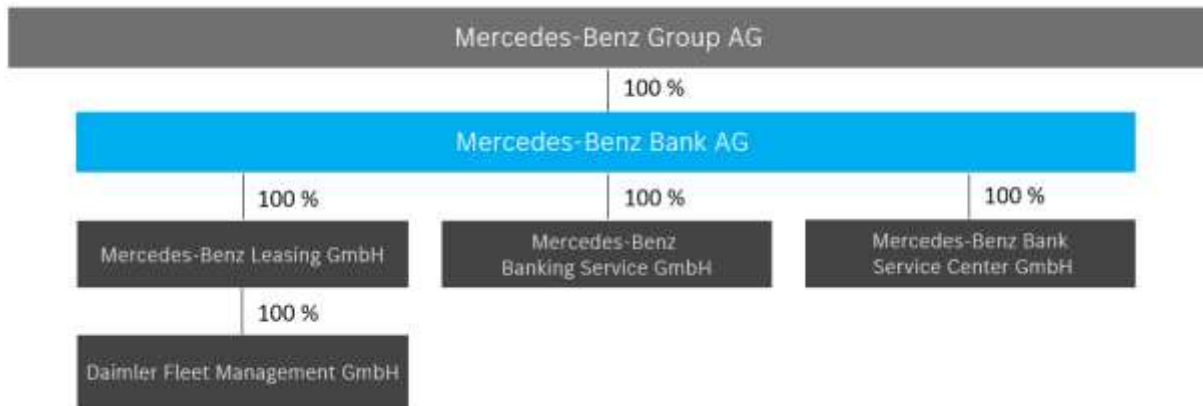 Mercedes-Benz Group AG
100 %
Mercedes-Benz Bank AG
100 %
100 %
100 %
Mercedes-Benz Leasing GmbH
Mercedes-Benz
Banking Service GmbH
Mercedes-Benz Bank
Service Center GmbH
100 %
Daimler Fleet Management GmbH